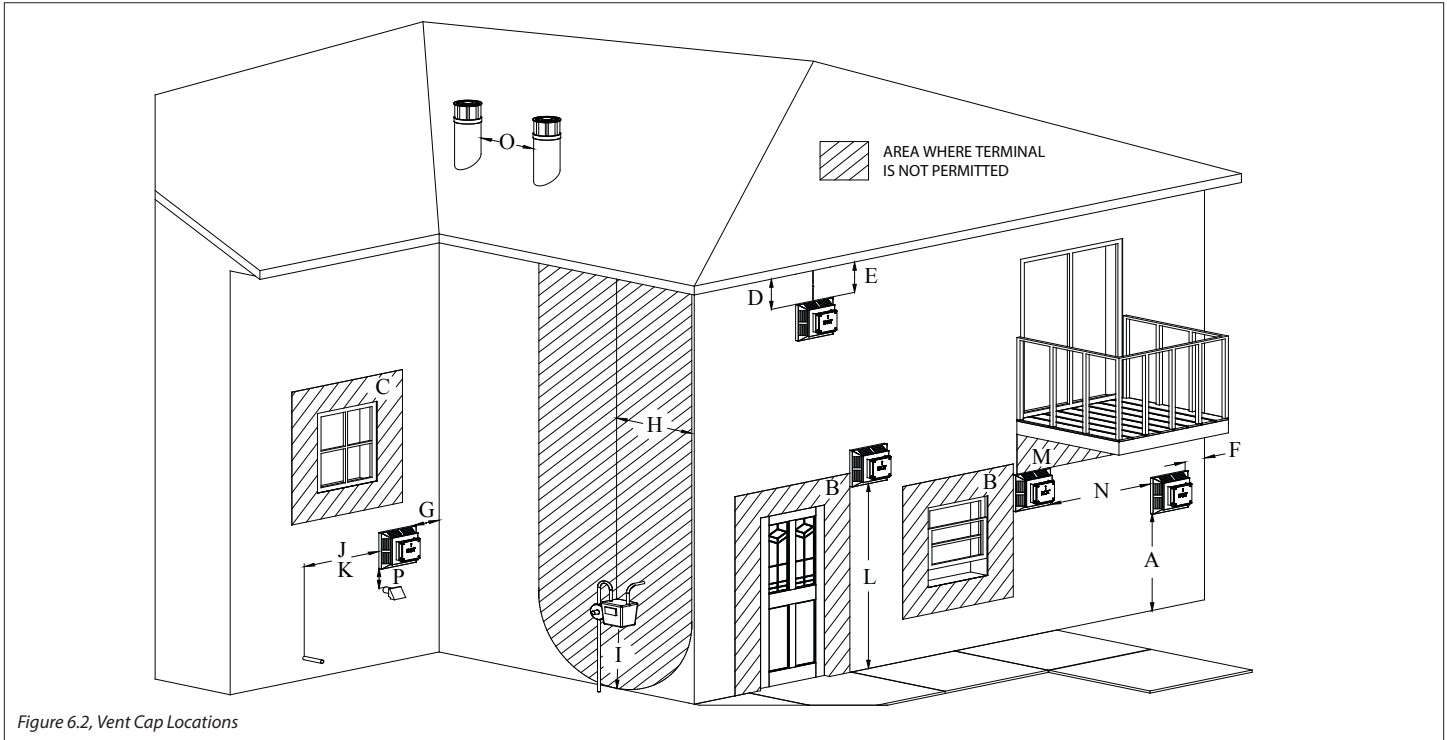 O
AREA WHERE TERMINAL
IS NOT PERMITTED
D
E
C
H
F
M
B
B
N
G
J
K
P
L
A
I
Figure 6.2, Vent Cap Locations